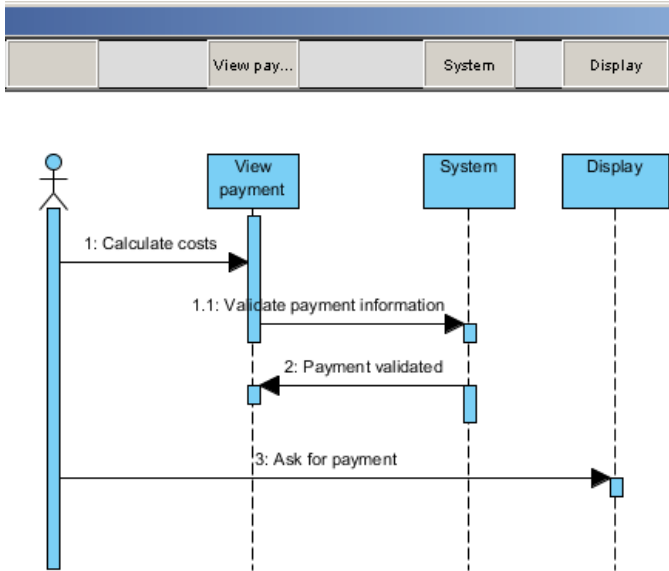 View pay...
System
Display
View
payment
System
Display
1: Calculate costs
1.1: Validate payment information
2: Payment validated
3: Ask for payment